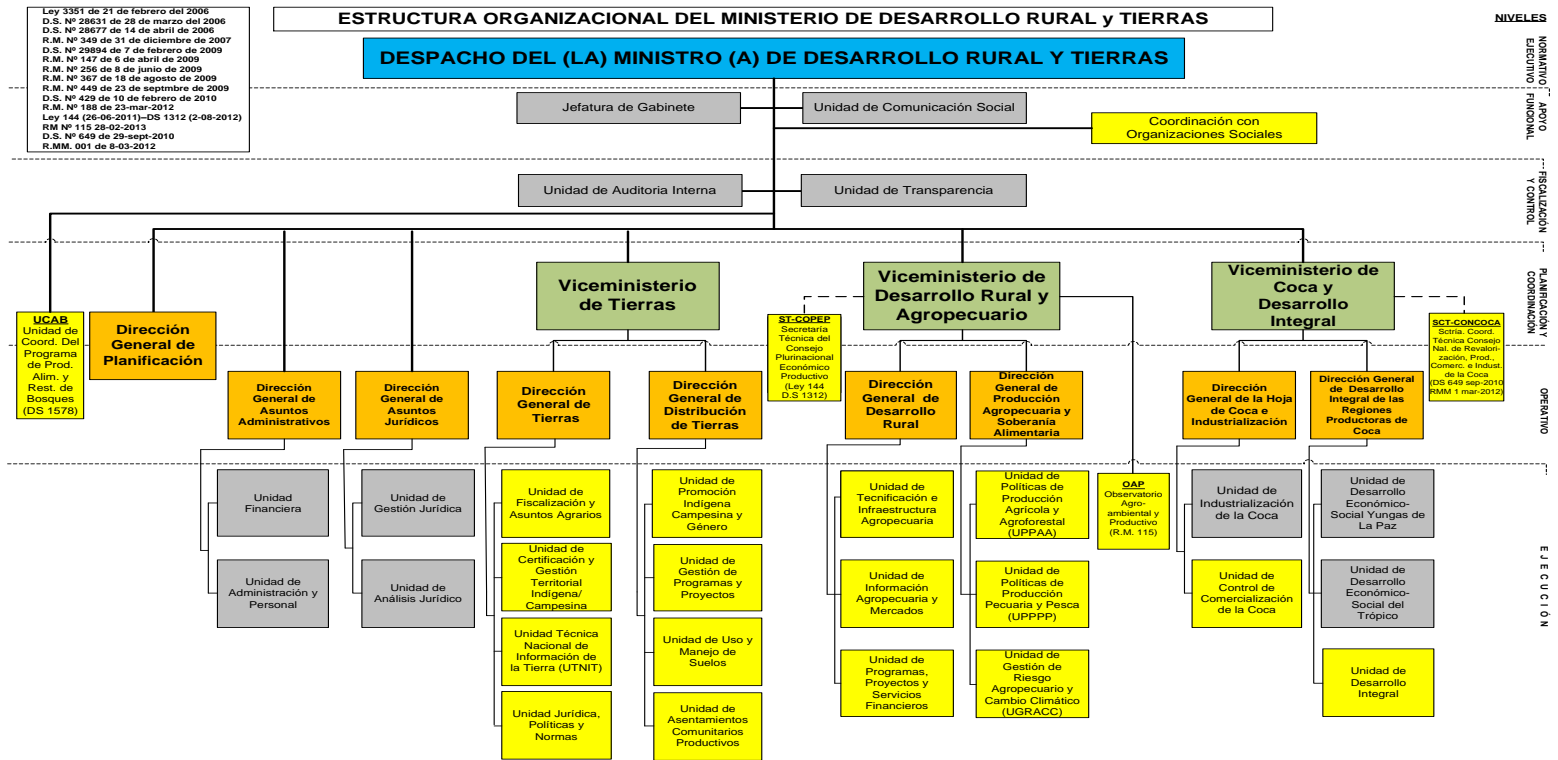 Ley 3351 de 21 de febrero del 2006
D.S. Nº 28631 de 28 de marzo del 2006
D.S. Nº 28677 de 14 de abril de 2006
R.M. Nº 349 de 31 de diciembre de 2007
D.S. Nº 29894 de 7 de febrero de 2009
R.M. Nº 147 de 6 de abril de 2009
R.M. Nº 256 de 8 de junio de 2009
R.M. Nº 367 de 18 de agosto de 2009
R.M. Nº 449 de 23 de septmbre de 2009
D.S. Nº 429 de 10 de febrero de 2010
R.M. Nº 188 de 23-mar-2012
Ley 144 (26-06-2011)–DS 1312 (2-08-2012)
RM Nº 115 28-02-2013
D.S. Nº 649 de 29-sept-2010
R.MM. 001 de 8-03-2012
ESTRUCTURA ORGANIZACIONAL DEL MINISTERIO DE DESARROLLO RURAL y TIERRAS
NIVELES
DESPACHO DEL (LA) MINISTRO (A) DE DESARROLLO RURAL Y TIERRAS
NORMATIVO
EJECUTIVO
Jefatura de Gabinete
Unidad de Comunicación Social
Coordinación con
Organizaciones Sociales
APOYO
FUNCIONAL
Unidad de Auditoria Interna
Unidad de Transparencia
FISCALIZACIÓN
Y CONTROL
UCAB
Unidad de
Coord. Del
Programa
de Prod.
Alim. y
Rest. de
Bosques
(DS 1578)
Dirección
General de
Planificación
Viceministerio
de Tierras
ST-COPEP
Secretaría
Técnica del
Consejo
Plurinacional
Económico
Productivo
(Ley 144
D.S 1312)
Viceministerio de
Desarrollo Rural y
Agropecuario
Viceministerio de
Coca y
Desarrollo
Integral
SCT-CONCOCA
Sctría. Coord.
Técnica Consejo
Nal. de Revalori-
zación, Prod.,
Comerc. e Indust.
de la Coca
(DS 649 sep-2010
RMM 1 mar-2012)
PLANIFICACIÓN Y
COORDINACIÓN
Dirección
General de
Asuntos
Administrativos
Dirección
General de
Asuntos
Jurídicos
Dirección
General de
Tierras
Dirección
General de
Distribución
de Tierras
Dirección
General de
Desarrollo
Rural
Dirección
General de
Producción
Agropecuaria y
Soberanía
Alimentaria
Dirección
General de la Hoja
de Coca e
Industrialización
Dirección General
de Desarrollo
Integral de las
Regiones
Productoras de
Coca
OPERATIVO
Unidad
Financiera
Unidad de
Administración y
Personal
Unidad de
Gestión Jurídica
Unidad de
Análisis Jurídico
Unidad de
Fiscalización y
Asuntos Agrarios
Unidad de
Certificación y
Gestión
Territorial
Indígena/
Campesina
Unidad Técnica
Nacional de
Información de
la Tierra (UTNIT)
Unidad Jurídica,
Políticas y
Normas
Unidad de
Promoción
Indígena
Campesina y
Género
Unidad de
Gestión de
Programas y
Proyectos
Unidad de Uso y
Manejo de
Suelos
Unidad de
Asentamientos
Comunitarios
Productivos
Unidad de
Tecnificación e
Infraestructura
Agropecuaria
Unidad de
Información
Agropecuaria y
Mercados
Unidad de
Programas,
Proyectos y
Servicios
Financieros
Unidad de
Políticas de
Producción
Agrícola y
Agroforestal
(UPPAA)
Unidad de
Políticas de
Producción
Pecuaria y Pesca
(UPPPP)
Unidad de
Gestión de
Riesgo
Agropecuario y
Cambio Climático
(UGRACC)
OAP
Observatorio
Agro-
ambiental y
Productivo
(R.M. 115)
Unidad de
Industrialización
de la Coca
Unidad de
Control de
Comercialización
de la Coca
Unidad de
Desarrollo
Económico-
Social Yungas de
La Paz
Unidad de
Desarrollo
Económico-
Social del
Trópico
Unidad de
Desarrollo
Integral
EJECUCIÓN